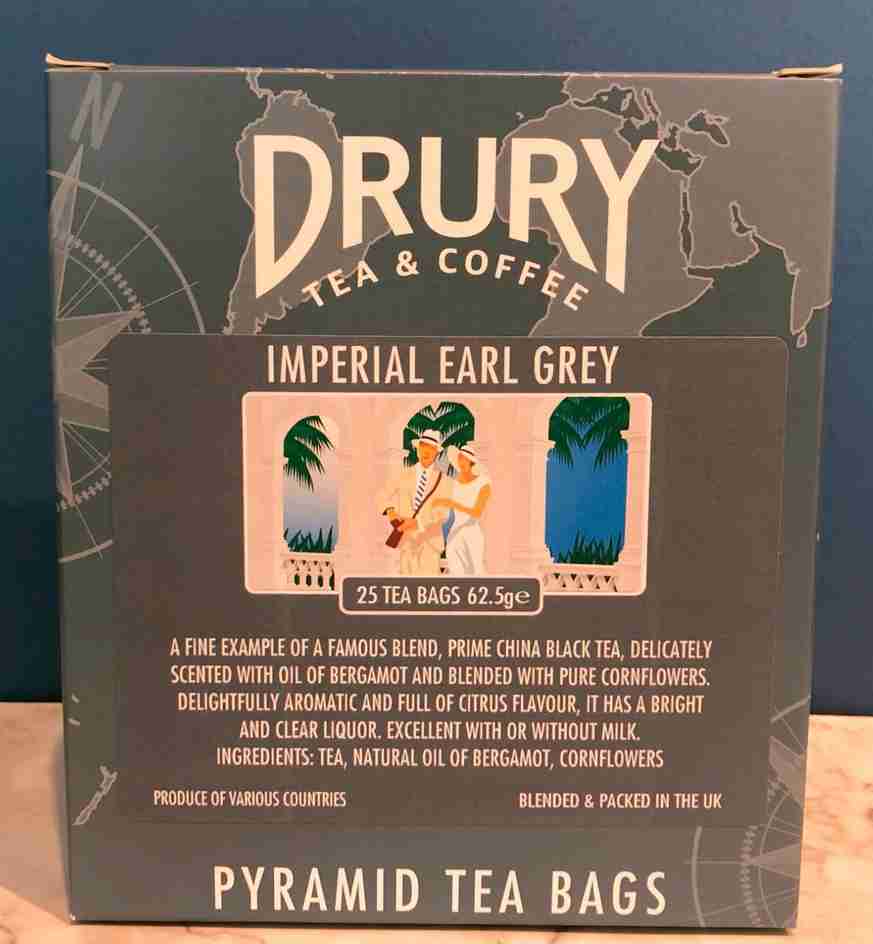 N
DRURY
TEA & COFFEE
IMPERIAL EARL GREY
25 TEA BAGS 62.5g℮
A FINE EXAMPLE OF A FAMOUS BLEND, PRIME CHINA BLACK TEA, DELICATELY
SCENTED WITH OIL OF BERGAMOT AND BLENDED WITH PURE CORNFLOWERS.
DELIGHTFULLY AROMATIC AND FULL OF CITRUS FLAVOUR, IT HAS A BRIGHT
AND CLEAR LIQUOR. EXCELLENT WITH OR WITHOUT MILK.
INGREDIENTS: TEA, NATURAL OIL OF BERGAMOT, CORNFLOWERS
PRODUCE OF VARIOUS COUNTRIES
BLENDED & PACKED IN THE UK
PYRAMID TEA BAGS